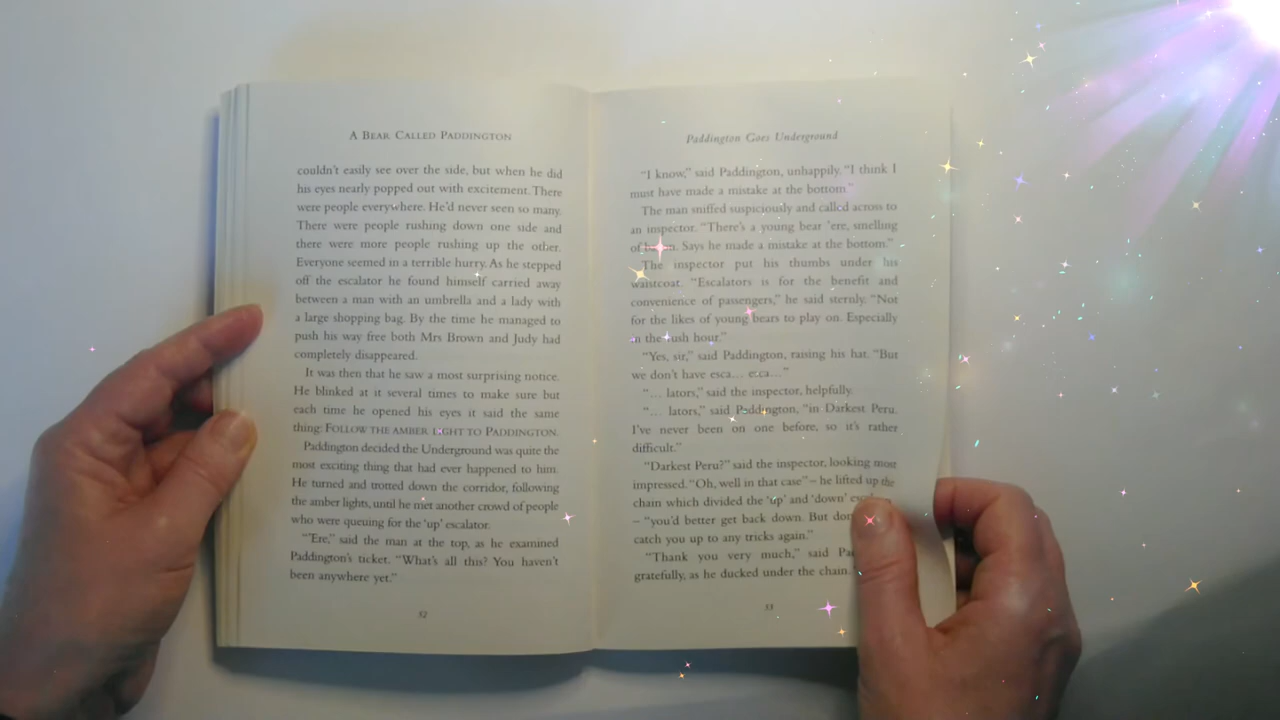 A BEAR CALLED PADDINGTON
couldn't easily see over the side, but when he did
his eyes nearly popped out with excitement. There
were people everywhere. He'd never seen so many.
There were people rushing down one side and
there were more people rushing up the other.
Everyone seemed in a terrible hurry. As he stepped
off the escalator he found himself carried away
between a man with an umbrella and a lady with
a large shopping bag. By the time he managed to
push his way free both Mrs Brown and Judy had
completely disappeared.
It was then that he saw a most surprising notice.
He blinked at it several times to make sure but
each time he opened his eyes it said the same
thing: FOLLOW THE AMBER LIGHT TO PADDINGTON.
Paddington decided the Underground was quite the
most exciting thing that had ever happened to him.
He turned and trotted down the corridor, following
the amber lights, until he met another crowd of people
who were queuing for the 'up' escalator.
"'Ere," said the man at the top, as he examined
Paddington's ticket. "What's all this? You haven't
been anywhere yet."
52
Paddington Goes Underground
"I know," said Paddington, unhappily. "I think I
must have made a mistake at the bottom."
The man sniffed suspiciously and called across to
an inspector. "There's a young bear 'ere, smelling
of Says he made a mistake at the bottom."
The inspector put his thumbs under his
waistcoat. "Escalators is for the benefit and
convenience of passengers," he said sternly. "Not
for the likes of young bears to play on. Especially
in the rush hour."
"Yes, sir," said Paddington, raising his hat. "But
we don't have esca... esca..."
"... lators," said the inspector, helpfully.
"... lators," said Paddington, "in Darkest Peru.
I've never been on one before, so it's rather
difficult."
"Darkest Peru?" said the inspector, looking most
impressed. "Oh, well in that case" – he lifted up the
chain which divided the 'up' and 'down'
– "you'd better get back down. But
catch you up to any tricks again."
"Thank you very much," said
gratefully, as he ducked under the chain.
53